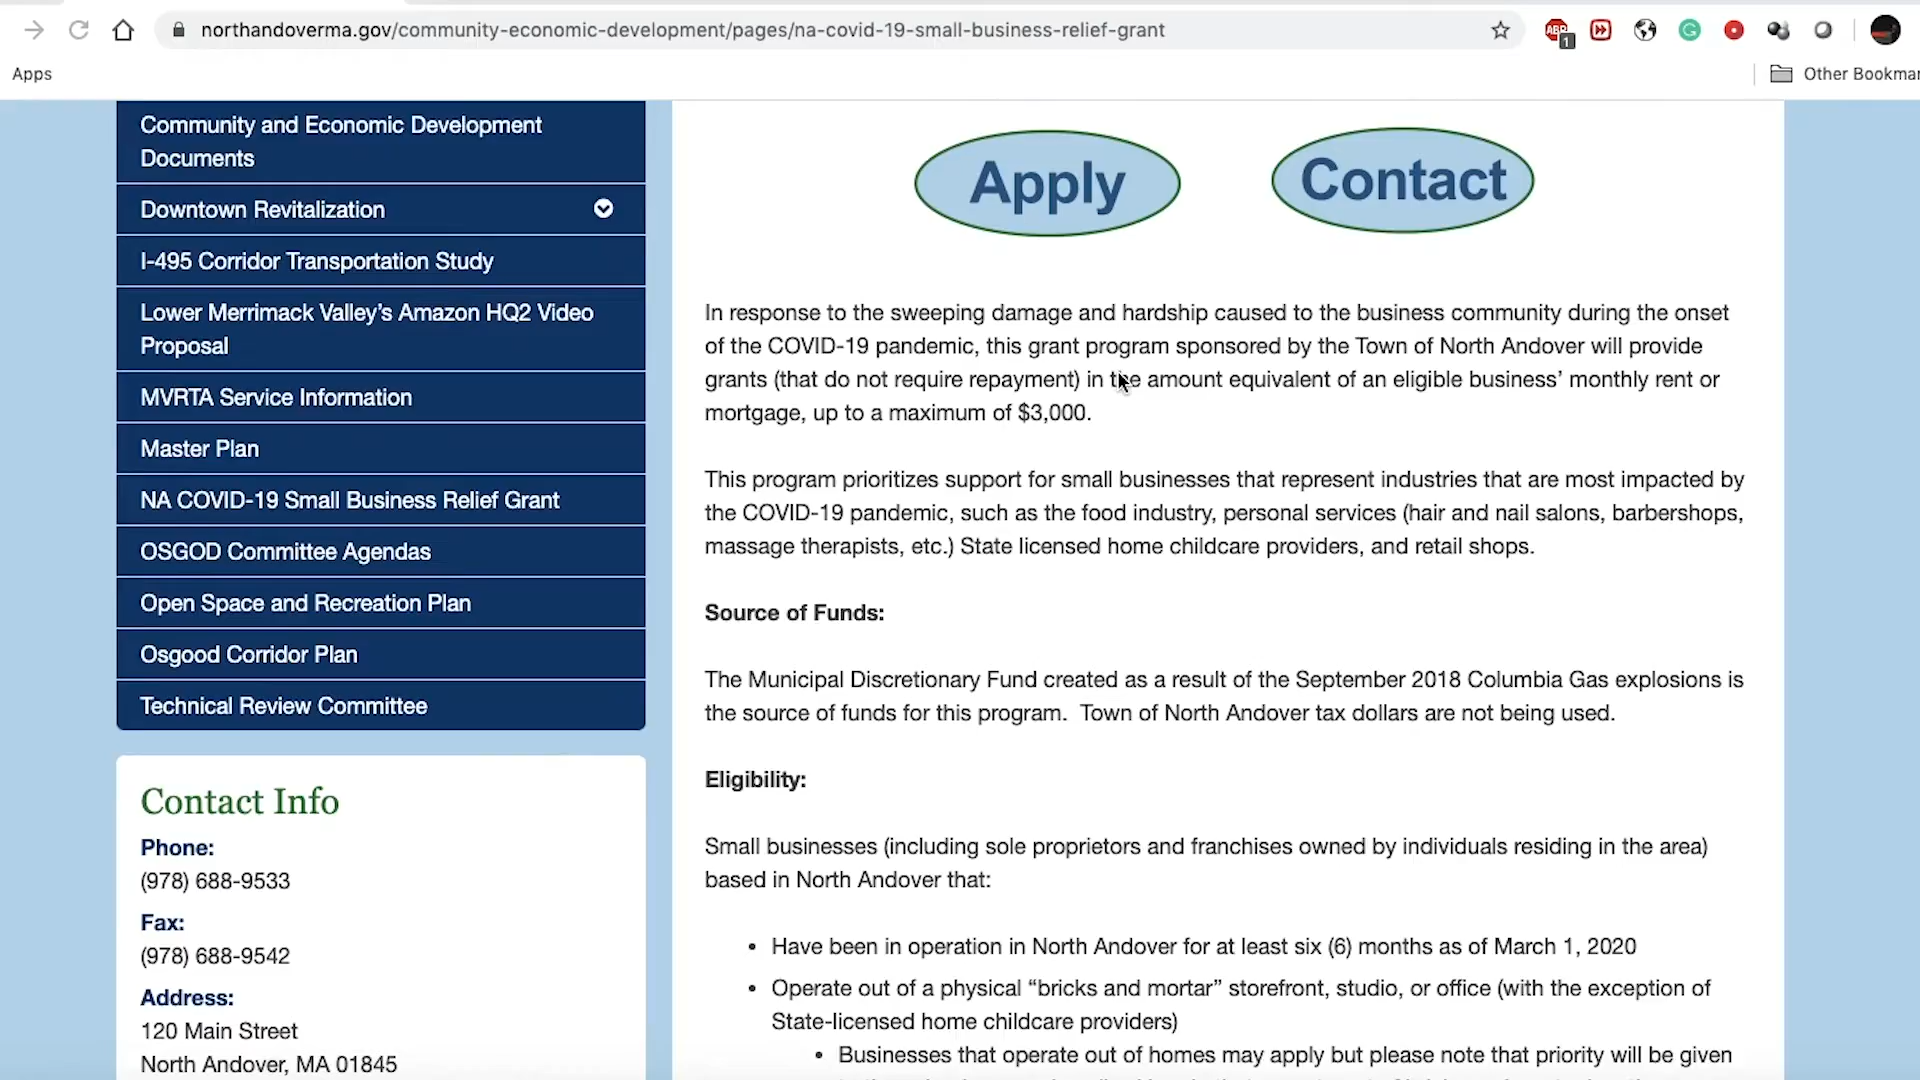 northandoverma.gov/community-economic-development/pages/na-covid-19-small-business-relief-grant
ABP
1
Apps
Other Bookmar
Community and Economic Development
Documents
Downtown Revitalization
I-495 Corridor Transportation Study
Lower Merrimack Valley’s Amazon HQ2 Video
Proposal
MVRTA Service Information
Master Plan
NA COVID-19 Small Business Relief Grant
OSGOD Committee Agendas
Open Space and Recreation Plan
Osgood Corridor Plan
Technical Review Committee
Contact Info
Phone:
(978) 688-9533
Fax:
(978) 688-9542
Address:
120 Main Street
North Andover, MA 01845
Apply
Contact
In response to the sweeping damage and hardship caused to the business community during the onset
of the COVID-19 pandemic, this grant program sponsored by the Town of North Andover will provide
grants (that do not require repayment) in the amount equivalent of an eligible business’ monthly rent or
mortgage, up to a maximum of $3,000.
This program prioritizes support for small businesses that represent industries that are most impacted by
the COVID-19 pandemic, such as the food industry, personal services (hair and nail salons, barbershops,
massage therapists, etc.) State licensed home childcare providers, and retail shops.
Source of Funds:
The Municipal Discretionary Fund created as a result of the September 2018 Columbia Gas explosions is
the source of funds for this program.  Town of North Andover tax dollars are not being used.
Eligibility:
Small businesses (including sole proprietors and franchises owned by individuals residing in the area)
based in North Andover that:
• Have been in operation in North Andover for at least six (6) months as of March 1, 2020
• Operate out of a physical “bricks and mortar” storefront, studio, or office (with the exception of
State-licensed home childcare providers)
• Businesses that operate out of homes may apply but please note that priority will be given